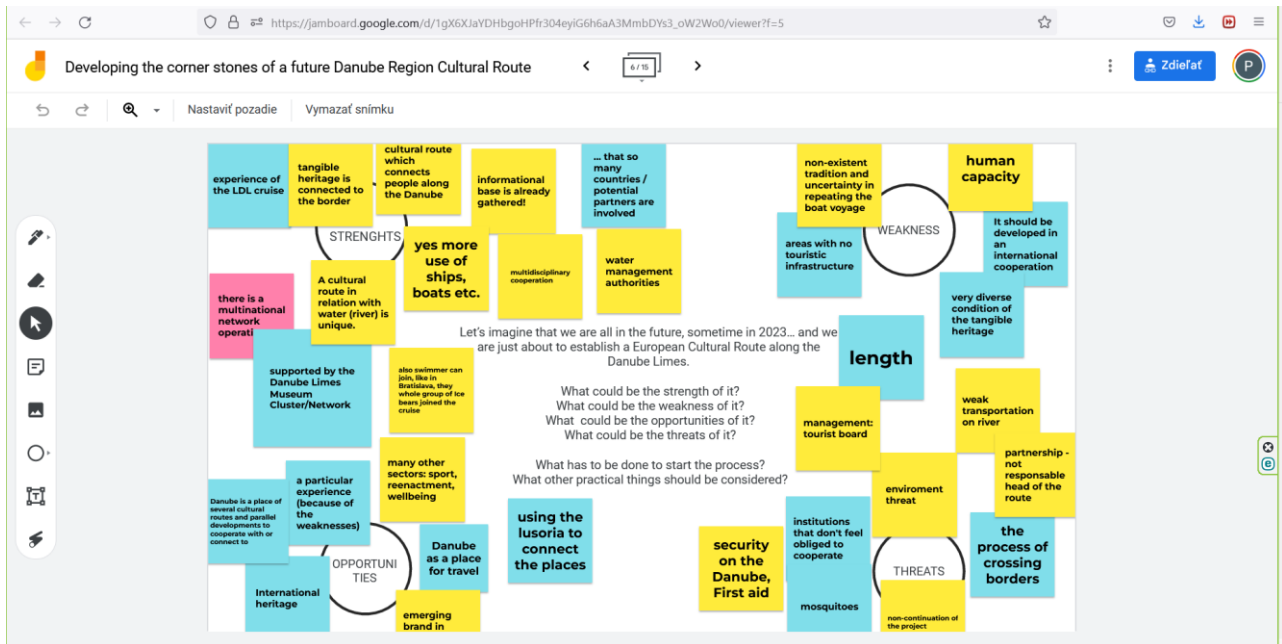 https://jamboard.google.com/d/1gX6XJaYDHbgoHPfr304eyiG6h6aA3MmbDYs3_oW2Wo0/viewer?f=5
Developing the corner stones of a future Danube Region Cultural Route
6 / 15
Zdieľať
P
Nastaviť pozadie
Vymazať snímku
experience of
the LDL cruise
tangible
heritage is
connected to
the border
cultural route
which
connects
people along
the Danube
informational
base is already
gathered!
... that so
many
countries /
potential
partners are
involved
STRENGHTS
yes more
use of
ships,
boats etc.
multidisciplinary
cooperation
water
management
authorities
there is a
multinational
network
A cultural
route in
relation with
water (river) is
unique.
supported by the
Danube Limes
Museum
Cluster/Network
also swimmer can
join, like in
Bratislava, they
whole group of Ice
bears joined the
cruise
non-existent
tradition and
uncertainty in
repeating the
boat voyage
human
capacity
WEAKNESS
areas with no
touristic
infrastructure
It should be
developed in
an
international
cooperation
very diverse
condition of
the tangible
heritage
length
Let's imagine that we are all in the future, sometime in 2023... and we
are just about to establish a European Cultural Route along the
Danube Limes.
What could be the strength of it?
What could be the weakness of it?
What could be the opportunities of it?
What could be the threats of it?
What has to be done to start the process?
What other practical things should be considered?
management:
tourist board
weak
transportation
on river
partnership -
not
responsible
head of the
route
many other
sectors: sport,
reenactment,
wellbeing
a particular
experience
(because of
the
weaknesses)
Danube is a place of
several cultural
routes and parallel
developments to
cooperate with or
connect to
OPPORTUNI
TIES
Danube
as a place
for travel
using the
lusoria to
connect
the places
International
heritage
emerging
brand in
security
on the
Danube,
First aid
institutions
that don't feel
obliged to
cooperate
enviroment
threat
the
process of
crossing
borders
THREATS
mosquitoes
non-continuation of
the project